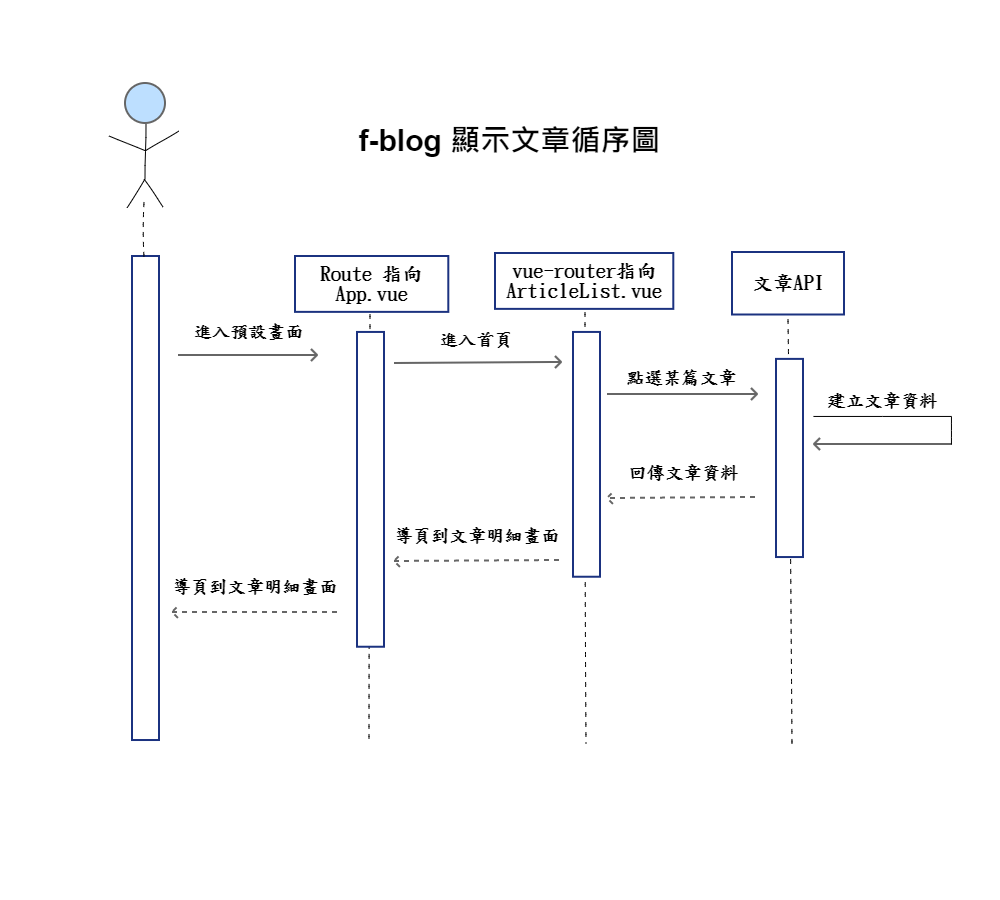 f-blog 顯示文章循序圖
Route 指向
App.vue
vue-router指向
ArticleList.vue
文章API
進入預設畫面
進入首頁
點選某篇文章
建立文章資料
回傳文章資料
導頁到文章明細畫面
導頁到文章明細畫面